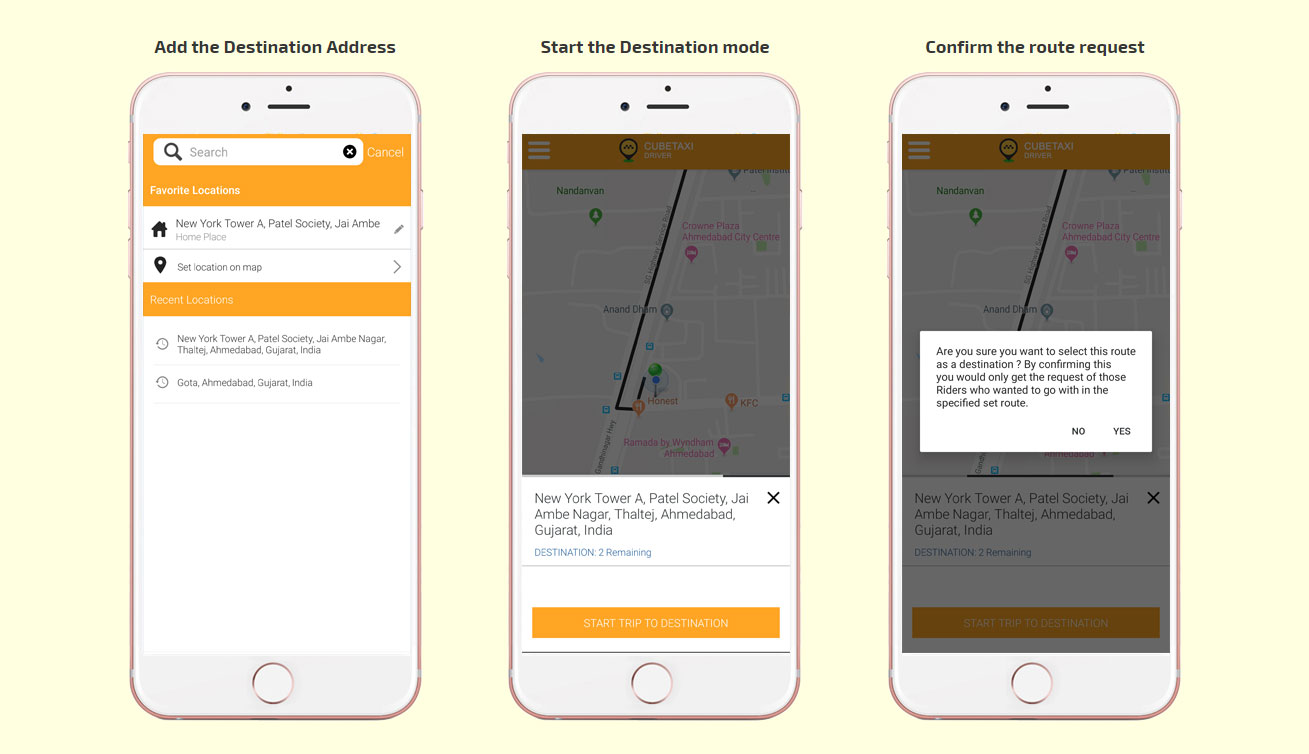 Add the Destination Address
Search
Cancel
Favorite Locations
New York Tower A, Patel Society, Jai Ambe
Home Place
Set location on map
Recent Locations
New York Tower A, Patel Society, Jai Ambe Nagar,
Thaltej, Ahmedabad, Gujarat, India
Gota, Ahmedabad, Gujarat, India
Start the Destination mode
CUBETAXI
DRIVER
Nandanvan
SG Highway Service Road
Crowne Plaza
Ahmedabad City Centre
Anand Dham
Honest
KFC
Gandhinagar Hwy
Ramada by Wyndham
Ahmedabad
New York Tower A, Patel Society, Jai
Ambe Nagar, Thaltej, Ahmedabad,
Gujarat, India
DESTINATION: 2 Remaining
START TRIP TO DESTINATION
Confirm the route request
CUBETAXI
DRIVER
Nandanvan
Crowne Plaza
Ahmedabad City Centre
Anand Dham
Are you sure you want to select this route
as a destination ? By confirming this
you would only get the request of those
Riders who wanted to go with in the
specified set route.
NO
YES
New York Tower A, Patel Society, Jai
Ambe Nagar, Thaltej, Ahmedabad,
Gujarat, India
DESTINATION: 2 Remaining
START TRIP TO DESTINATION